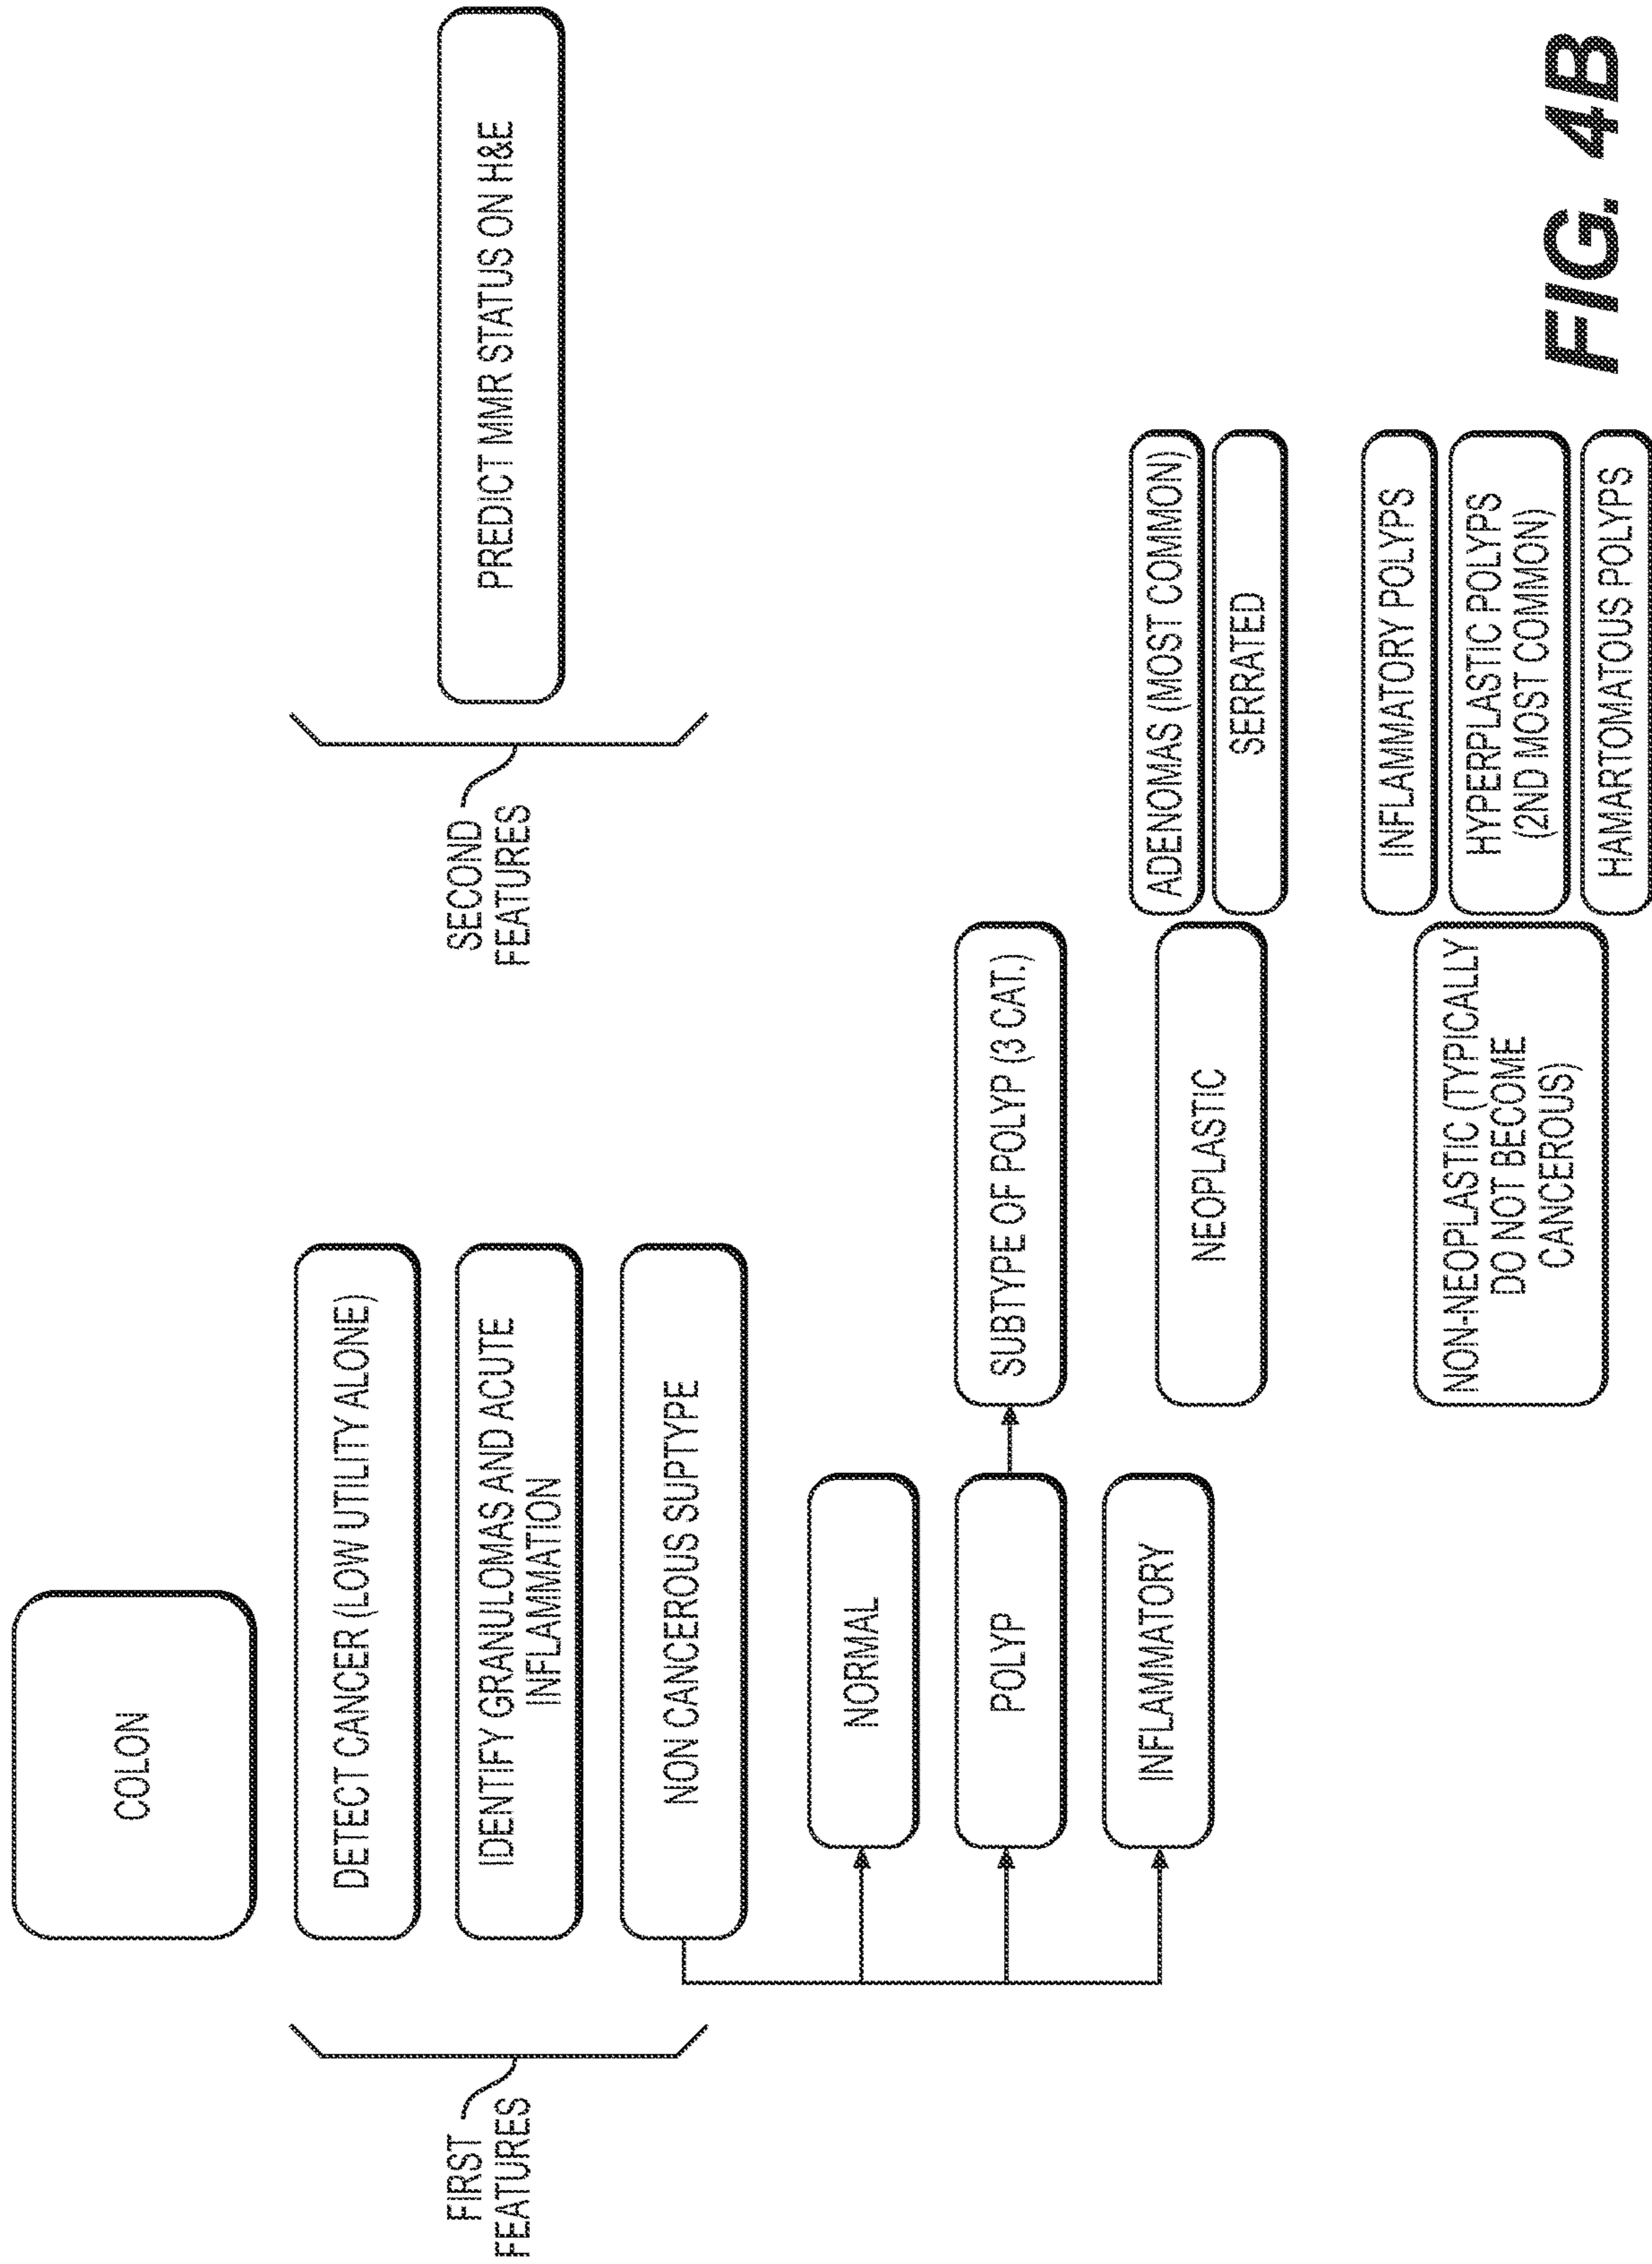 COLON
FIRST
FEATURES
DETECT CANCER (LOW UTILITY ALONE)
IDENTIFY GRANULOMAS AND ACUTE
INFLAMMATION
NON CANCEROUS SUPTYPE
SECOND
FEATURES
PREDICT MMR STATUS ON H&E
NORMAL
POLYP
INFLAMMATORY
SUBTYPE OF POLYP (3 CAT.)
NEOPLASTIC
ADENOMAS (MOST COMMON)
SERRATED
NON-NEOPLASTIC (TYPICALLY
DO NOT BECOME
CANCEROUS)
INFLAMMATORY POLYPS
HYPERPLASTIC POLYPS
(2ND MOST COMMON)
HAMARTOMATOUS POLYPS
FIG. 4B